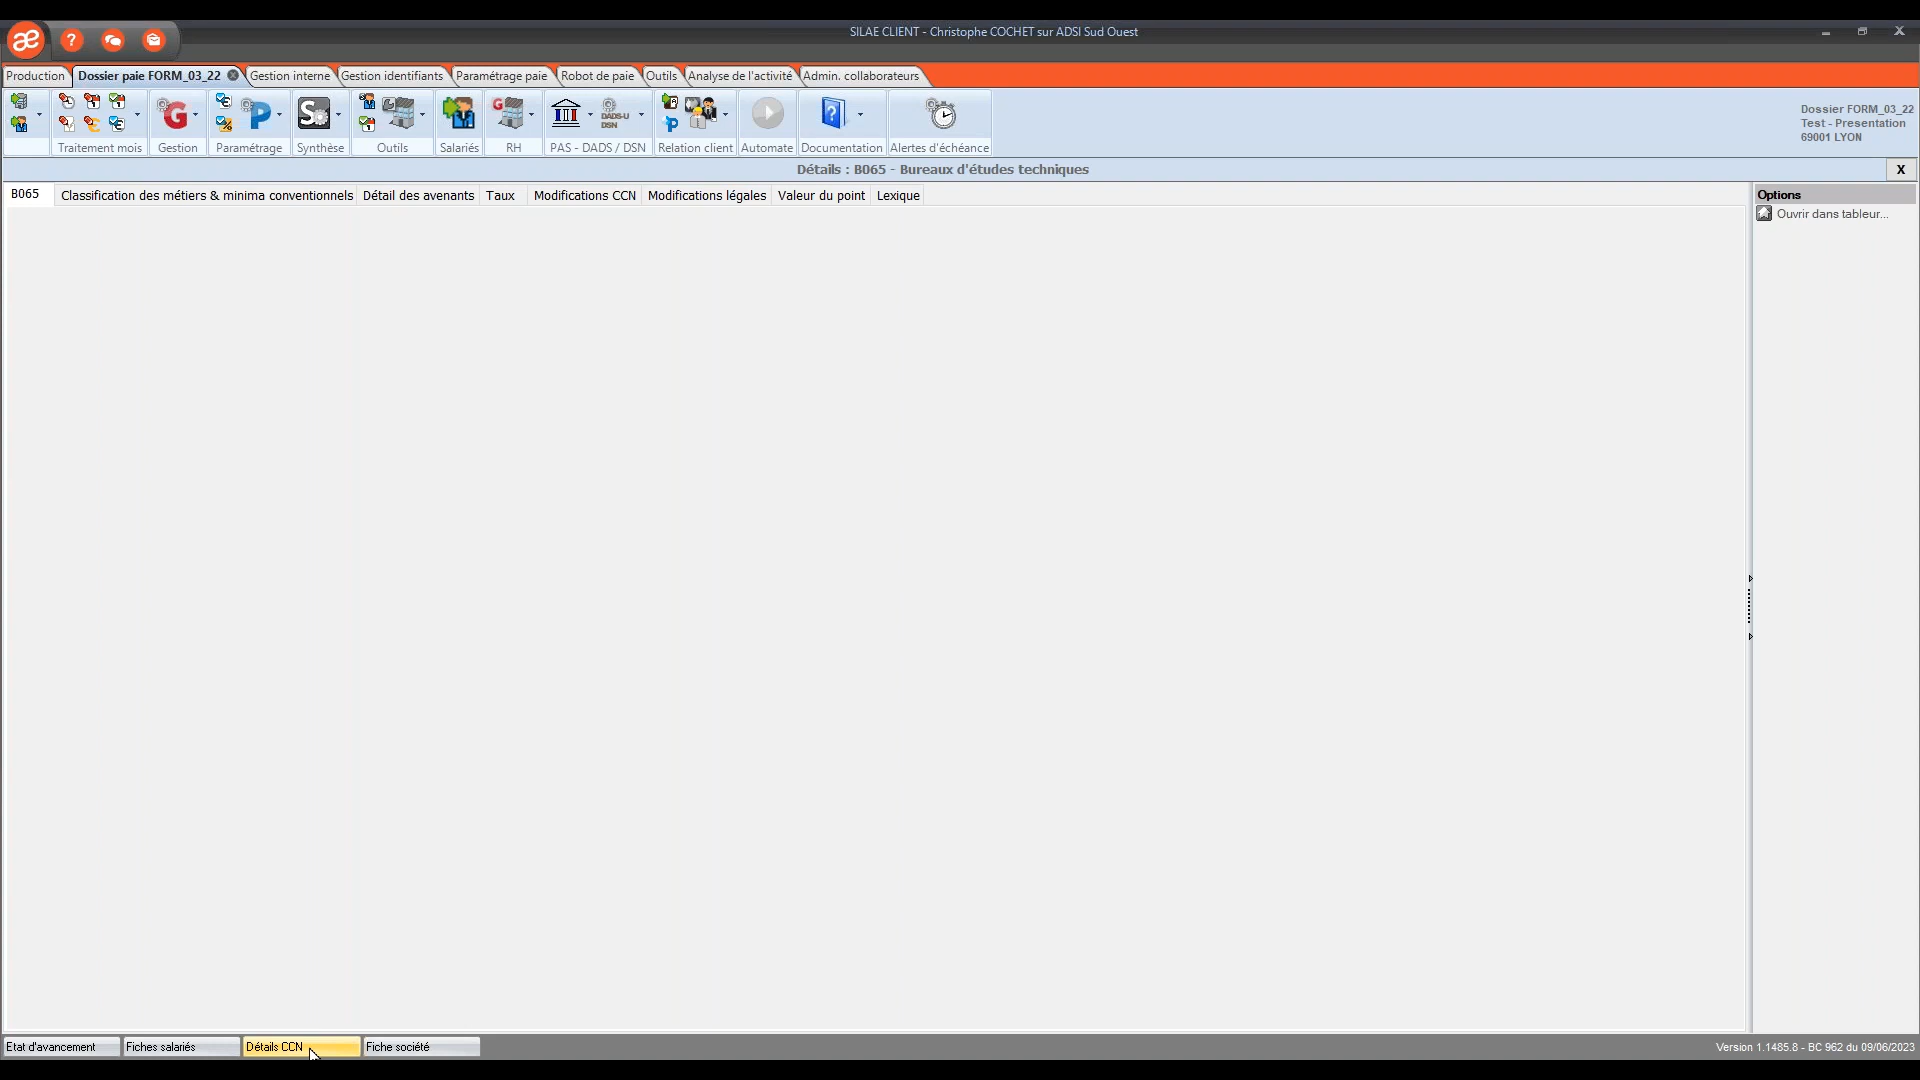 SILAE CLIENT - Christophe COCHET sur ADSI Sud Ouest
Production
Dossier paie FORM_03_22
Gestion interne
Gestion identifiants
Paramétrage paie
Robot de paie
Outils
Analyse de l'activité
Admin. collaborateurs
Traitement mois
Gestion
Paramétrage
Synthèse
Outils
Salariés
RH
DADS-U
DSN
PAS - DADS / DSN
Relation client
Automate
Documentation
Alertes d'échéance
Dossier FORM_03_22
Test - Presentation
69001 LYON
Détails : B065 - Bureaux d'études techniques
X
B065
Classification des métiers & minima conventionnels
Détail des avenants
Taux
Modifications CCN
Modifications légales
Valeur du point
Lexique
Options
Ouvrir dans tableur...
Etat d'avancement
Fiches salariés
Détails CCN
Fiche société
Version 1.1485.8 - BC 962 du 09/06/2023